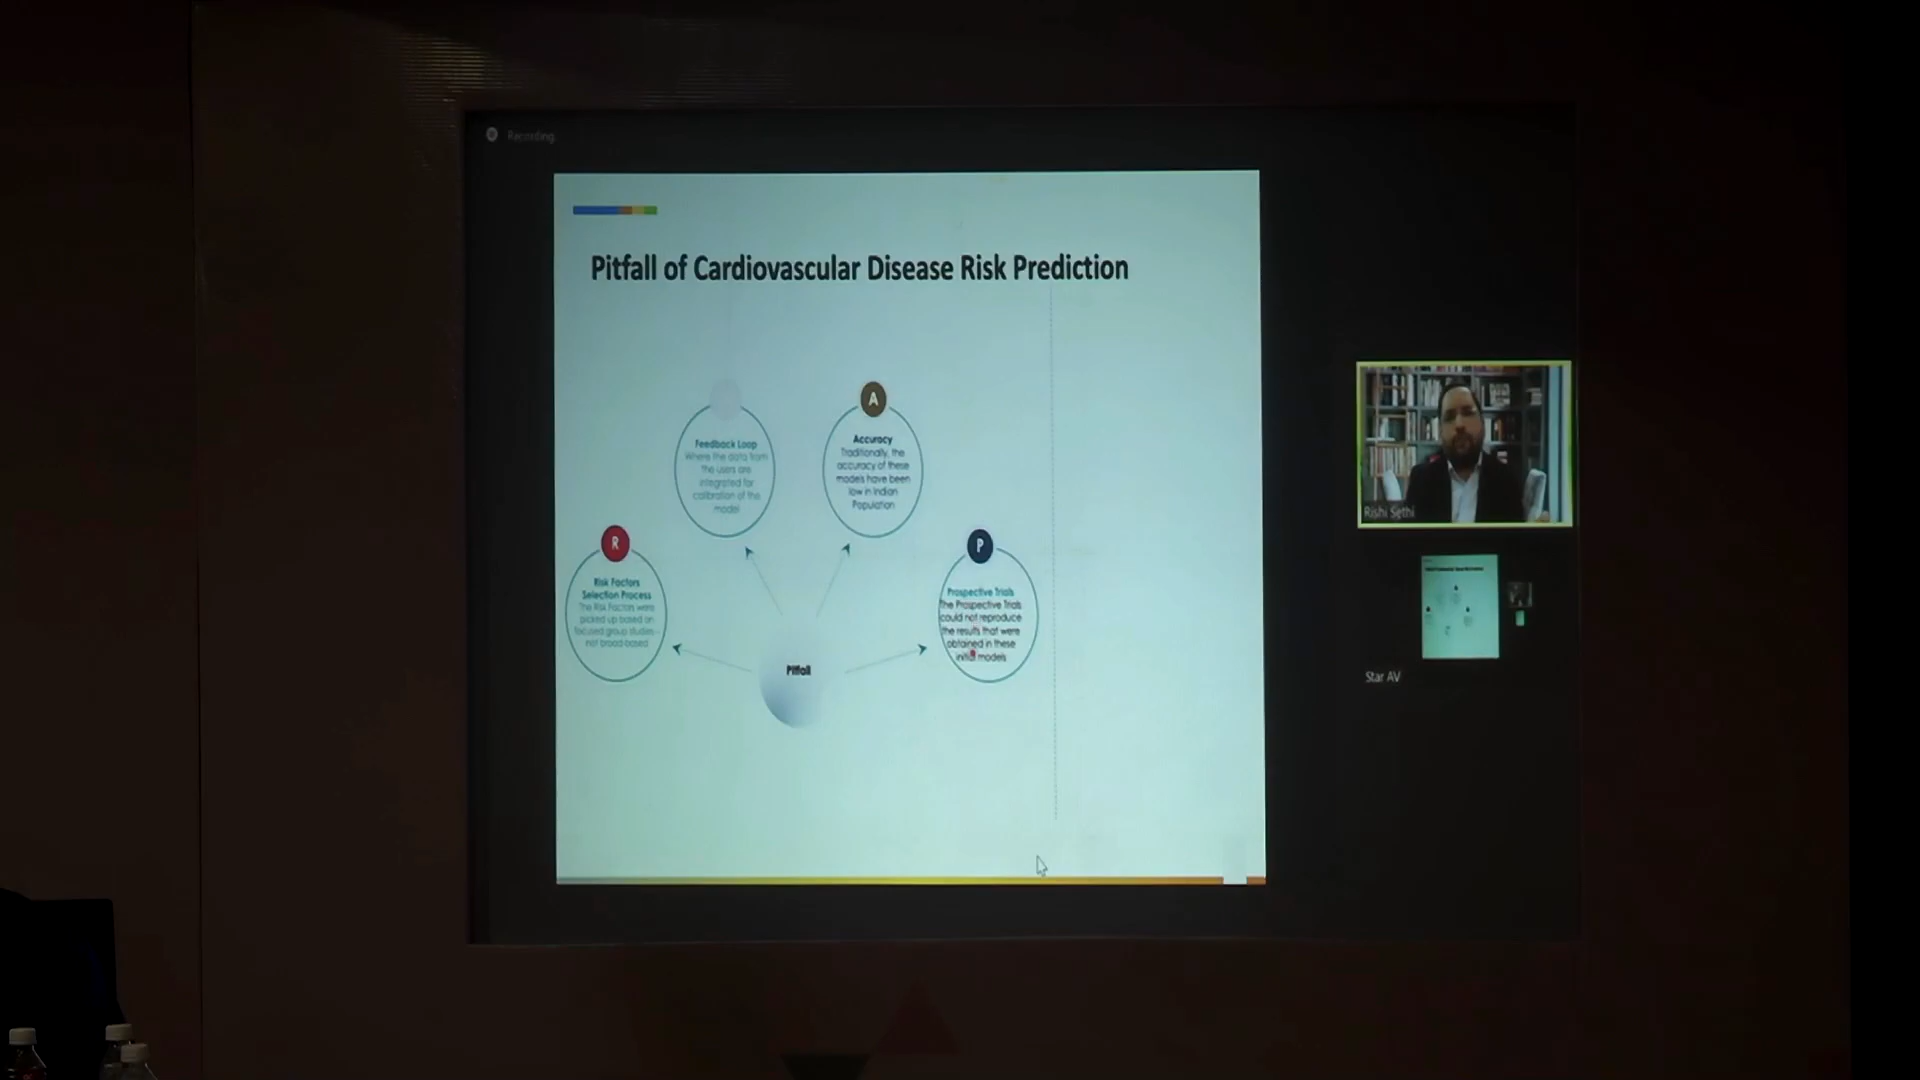 Recording
Pitfall of Cardiovascular Disease Risk Prediction
Feedback Loop
Where the data from
the users are
integrated for
calibration of the
model
A
Accuracy
Traditionally, the
accuracy of these
models have been
low in Indian
Population
R
Risk Factors
Selection Process
The Risk Factors were
picked up based on
focused group studies -
not broad-based
P
Prospective Trials
The Prospective Trials
could not reproduce
the results that were
obtained in these
initial models
Pitfall
Rishi Sethi
Star AV